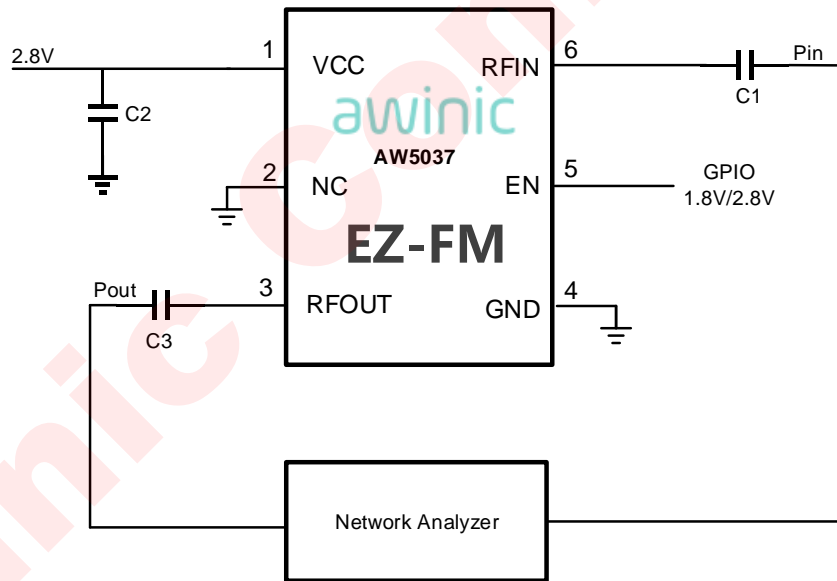 2.8V
1
VCC
RFIN
6
Pin
C2
C1
awinic
AW5037
2
NC
EN
5
GPIO
1.8V/2.8V
EZ-FM
Pout
3
RFOUT
GND
4
C3
Network Analyzer